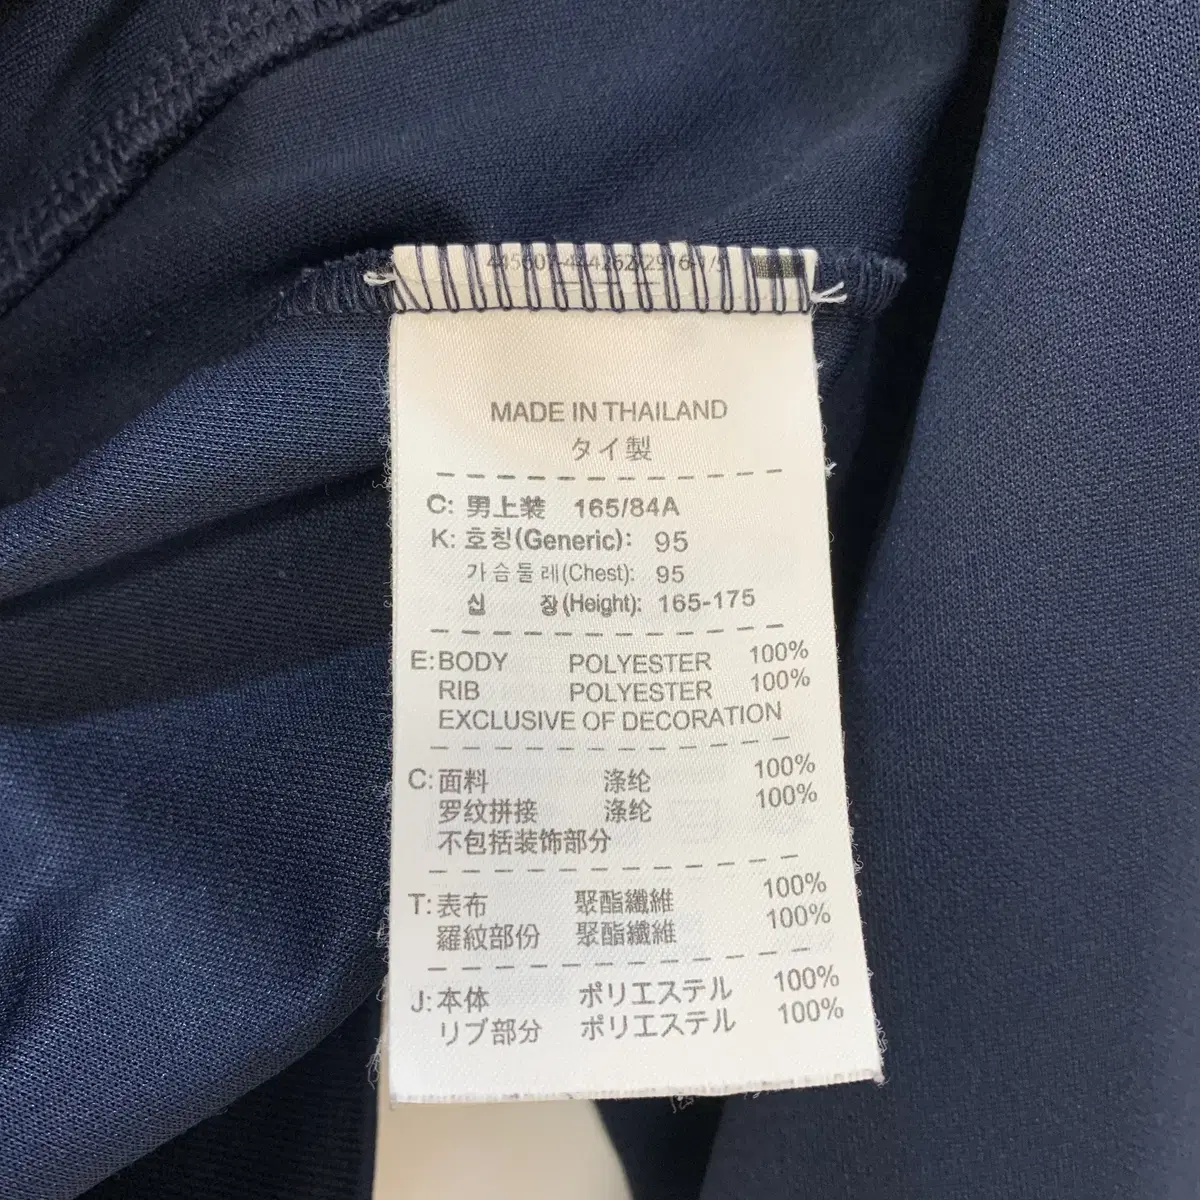 MADE IN THAILAND
タイ製
C: 男上装 165/84A
K: 호칭(Generic): 95
가슴둘레(Chest): 95
신 장(Height): 165-175
E: BODY POLYESTER 100%
RIB POLYESTER 100%
EXCLUSIVE OF DECORATION
C: 面料 涤纶 100%
罗纹拼接 涤纶 100%
不包括装饰部分
T: 表布 聚酯纖維 100%
羅紋部份 聚酯纖維 100%
J: 本体 ポリエステル 100%
リブ部分 ポリエステル 100%